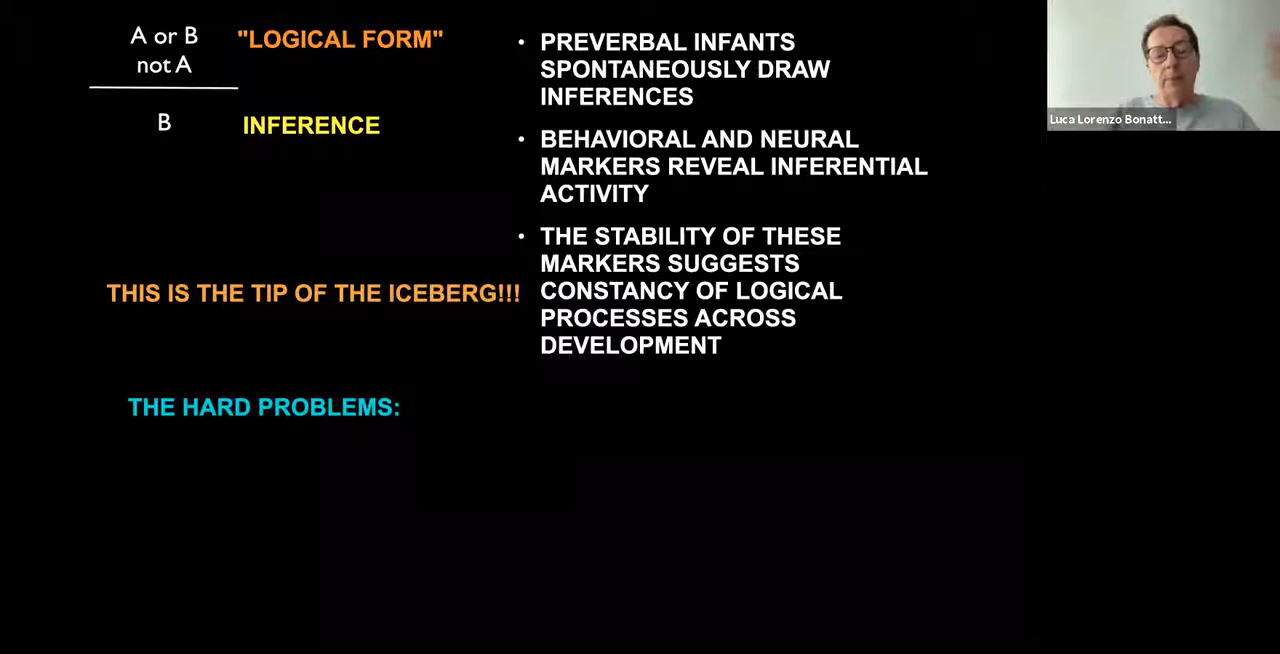 A or B
"LOGICAL FORM"
not A
B
INFERENCE
THIS IS THE TIP OF THE ICEBERG!!!
THE HARD PROBLEMS:
• PREVERBAL INFANTS
SPONTANEOUSLY DRAW
INFERENCES
• BEHAVIORAL AND NEURAL
MARKERS REVEAL INFERENTIAL
ACTIVITY
• THE STABILITY OF THESE
MARKERS SUGGESTS
CONSTANCY OF LOGICAL
PROCESSES ACROSS
DEVELOPMENT
Luca Lorenzo Bonatt...